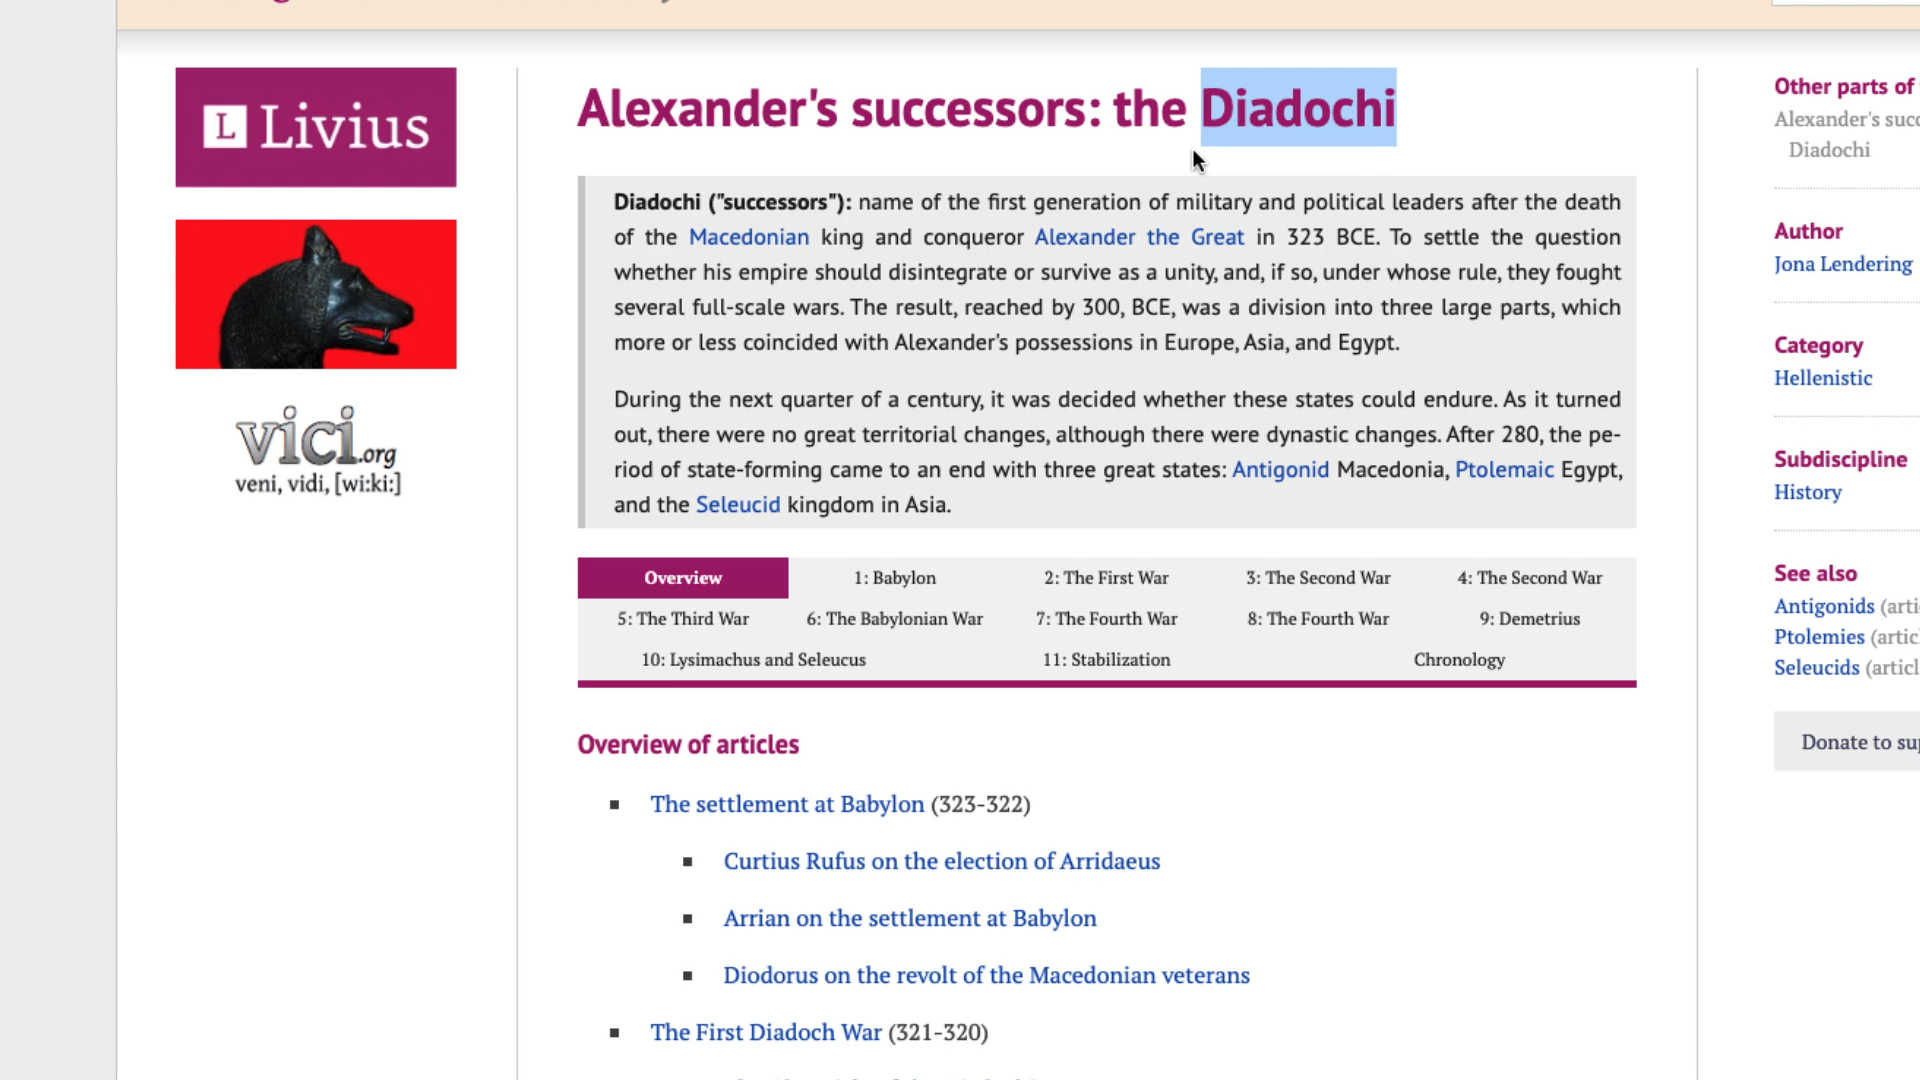 L Livius
vici.org
veni, vidi, [wi:ki:]
Alexander's successors: the Diadochi
Diadochi ("successors"): name of the first generation of military and political leaders after the death
of the Macedonian king and conqueror Alexander the Great in 323 BCE. To settle the question
whether his empire should disintegrate or survive as a unity, and, if so, under whose rule, they fought
several full-scale wars. The result, reached by 300, BCE, was a division into three large parts, which
more or less coincided with Alexander's possessions in Europe, Asia, and Egypt.
During the next quarter of a century, it was decided whether these states could endure. As it turned
out, there were no great territorial changes, although there were dynastic changes. After 280, the pe-
riod of state-forming came to an end with three great states: Antigonid Macedonia, Ptolemaic Egypt,
and the Seleucid kingdom in Asia.
Overview 1: Babylon 2: The First War 3: The Second War 4: The Second War
5: The Third War 6: The Babylonian War 7: The Fourth War 8: The Fourth War 9: Demetrius
10: Lysimachus and Seleucus 11: Stabilization Chronology
Overview of articles
▪ The settlement at Babylon (323-322)
▪ Curtius Rufus on the election of Arridaeus
▪ Arrian on the settlement at Babylon
▪ Diodorus on the revolt of the Macedonian veterans
▪ The First Diadoch War (321-320)
Other parts of
Alexander's succ
Diadochi
Author
Jona Lendering
Category
Hellenistic
Subdiscipline
History
See also
Antigonids (arti
Ptolemies (artic
Seleucids (articl
Donate to su